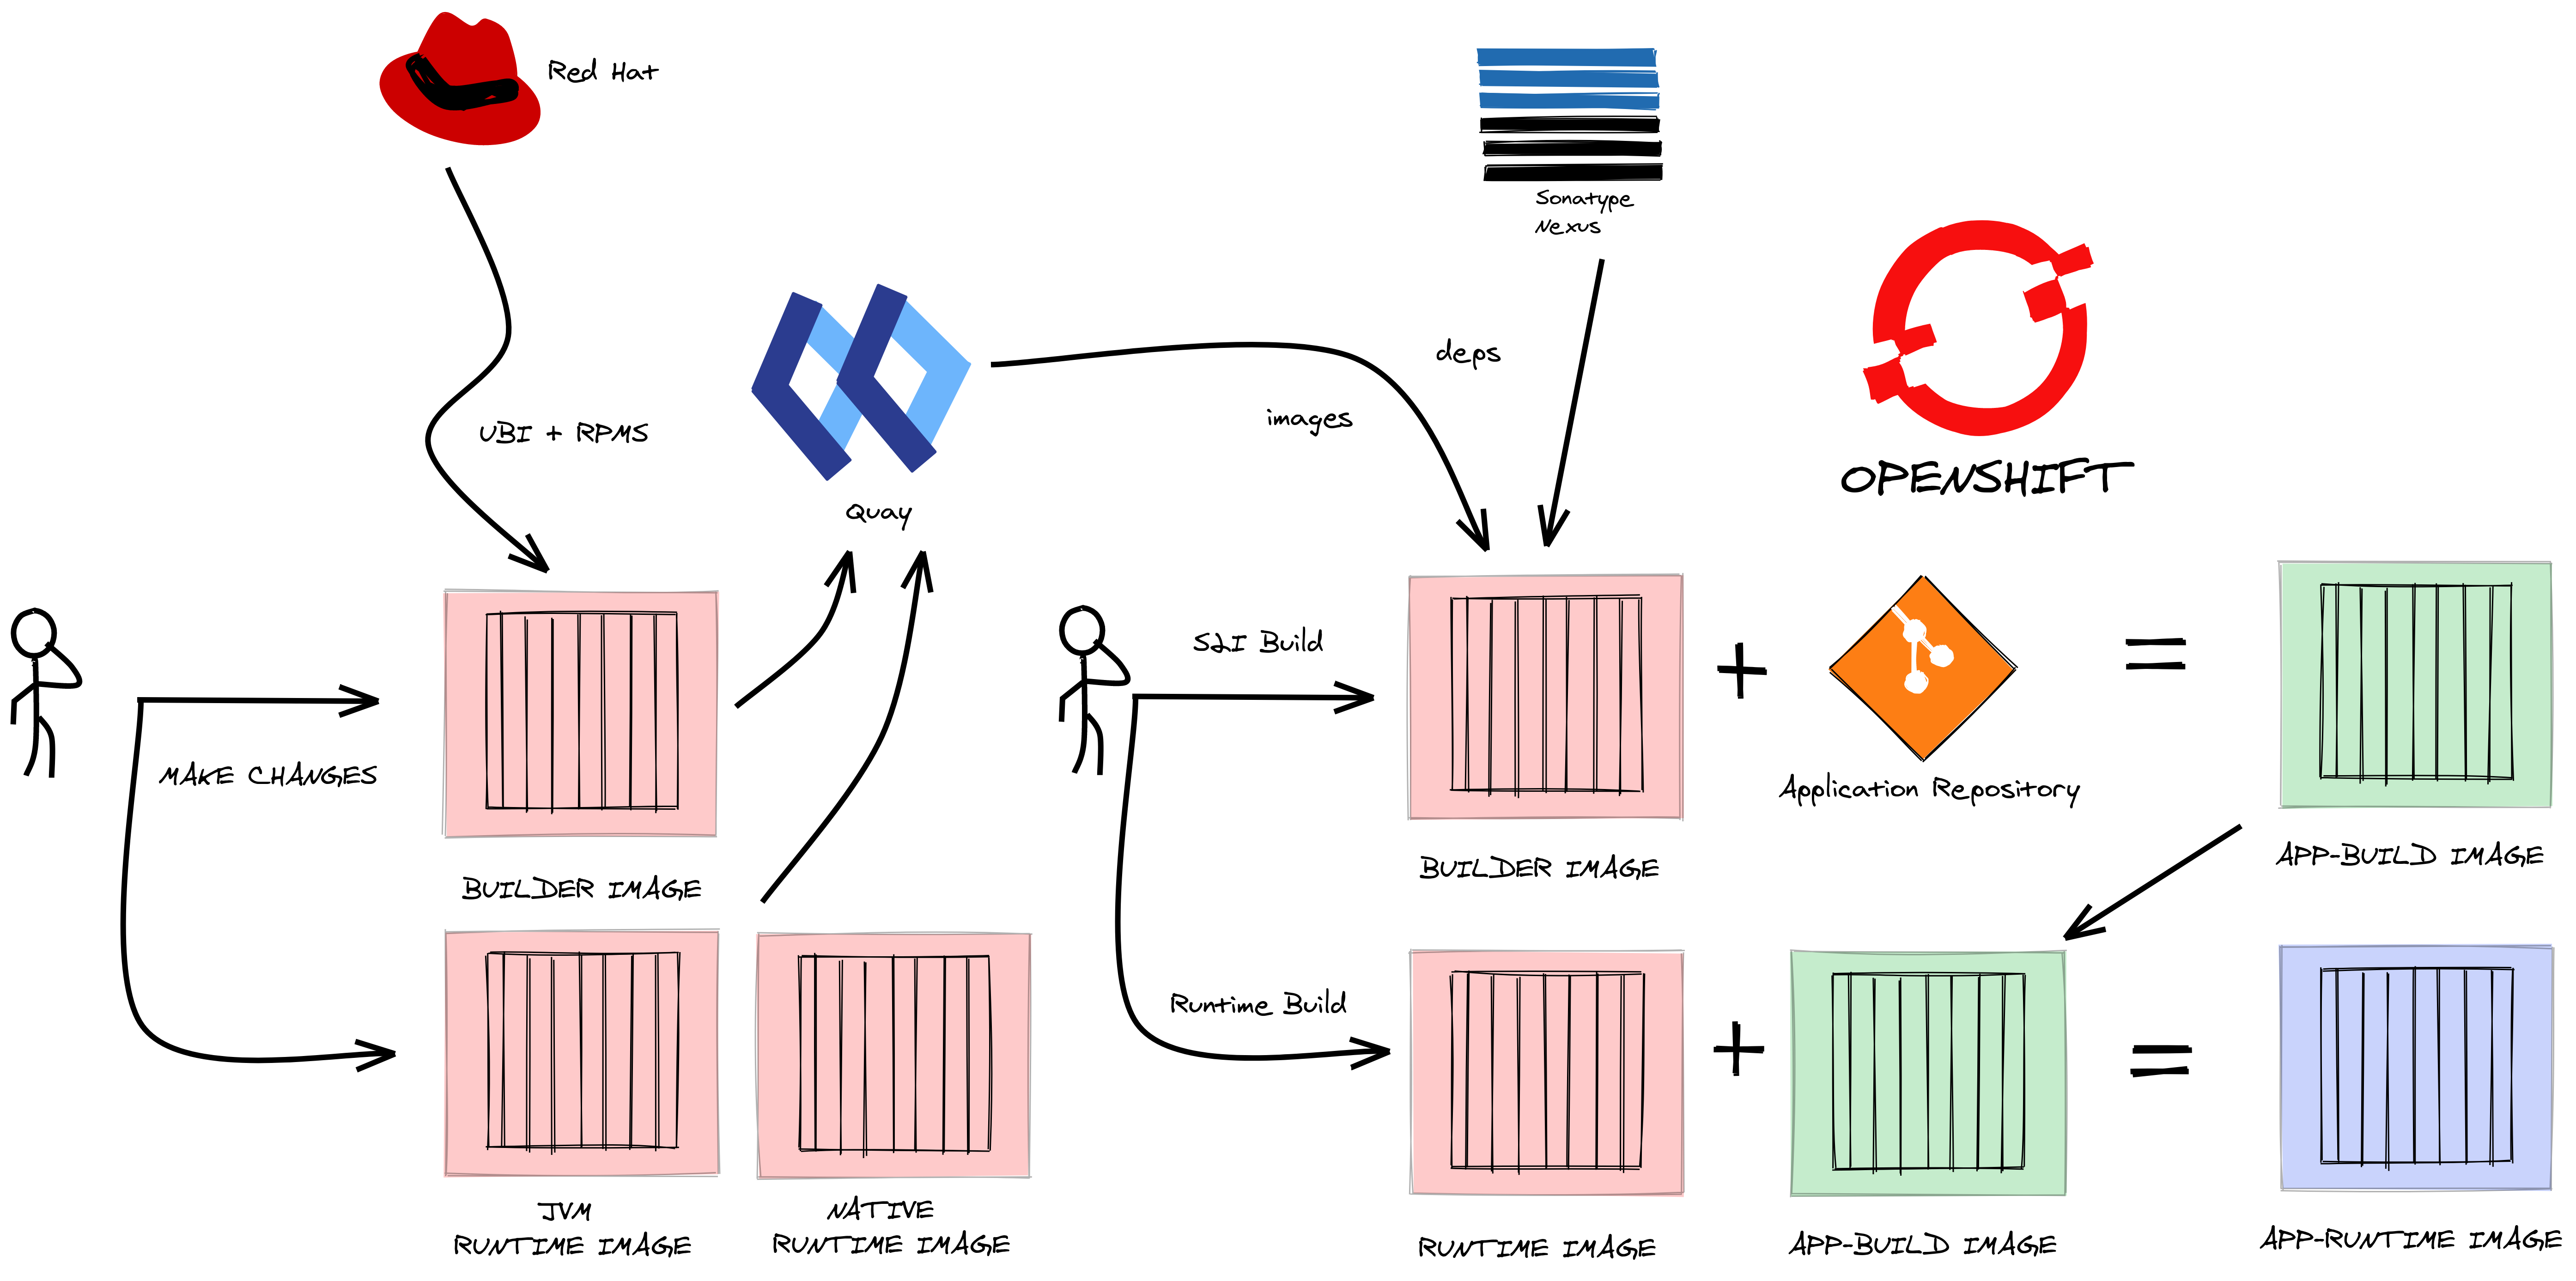 Red Hat
Sonatype
Nexus
deps
images
UBI + RPMS
OPENSHIFT
Quay
S2I Build
MAKE CHANGES
Application Repository
BUILDER IMAGE
BUILDER IMAGE
APP-BUILD IMAGE
Runtime Build
JVM
RUNTIME IMAGE
NATIVE
RUNTIME IMAGE
RUNTIME IMAGE
APP-BUILD IMAGE
APP-RUNTIME IMAGE